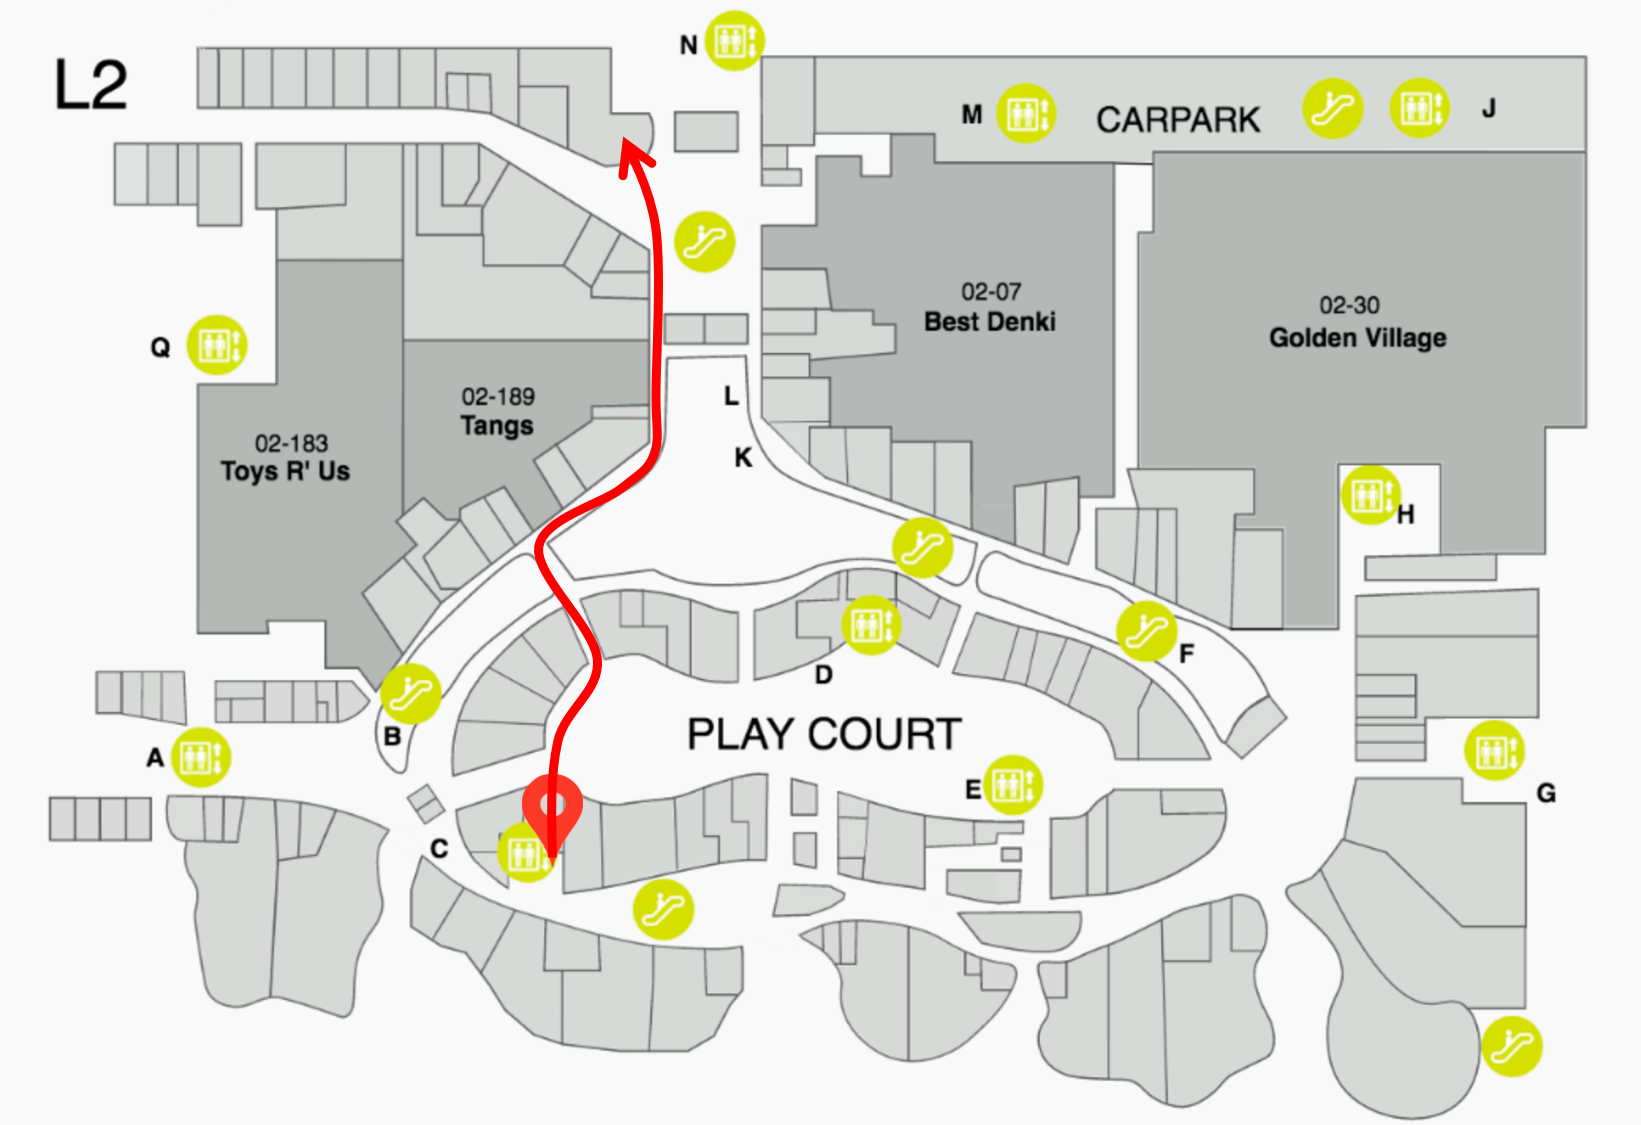 L2
N
M
CARPARK
J
02-07
Best Denki
02-30
Golden Village
Q
02-189
Tangs
L
02-183
Toys R' Us
K
H
F
D
B
PLAY COURT
A
E
G
C